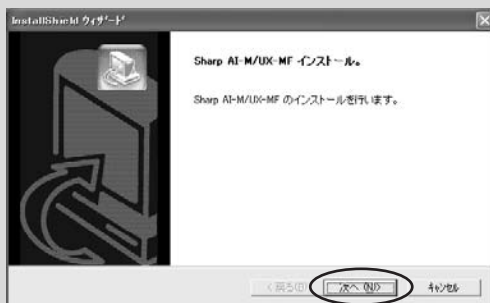 InstallShield ウィザード
Sharp AI-M/UX-MF インストール。
Sharp AI-M/UX-MF のインストールを行います。
< 戻る(B)
次へ (N)>
キャンセル